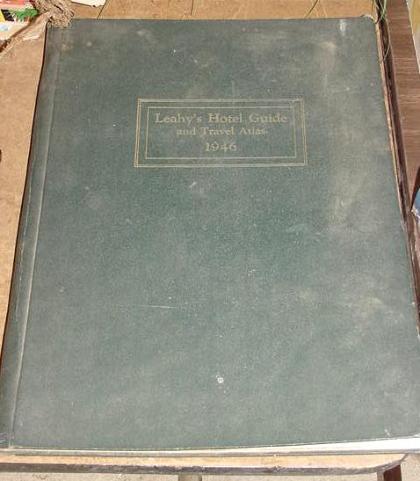 Leahy's Hotel Guide
and Travel Atlas
1946